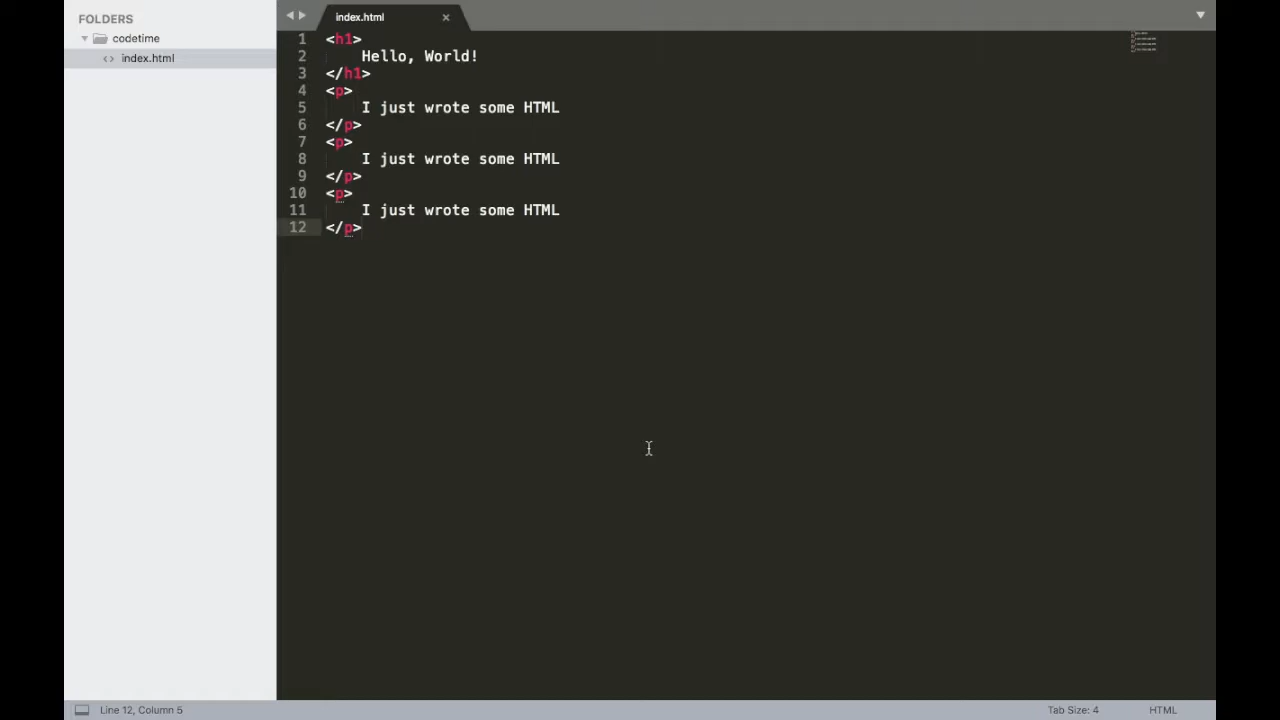 FOLDERS
codetime
<> index.html
index.html
1 <h1>
2 Hello, World!
3 </h1>
4 <p>
5 I just wrote some HTML
6 </p>
7 <p>
8 I just wrote some HTML
9 </p>
10 <p>
11 I just wrote some HTML
12 </p>
Line 12, Column 5
Tab Size: 4
HTML